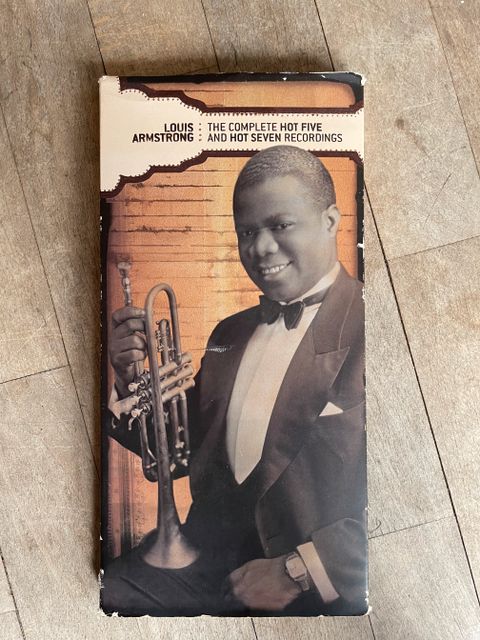 LOUIS : THE COMPLETE HOT FIVE
ARMSTRONG : AND HOT SEVEN RECORDINGS